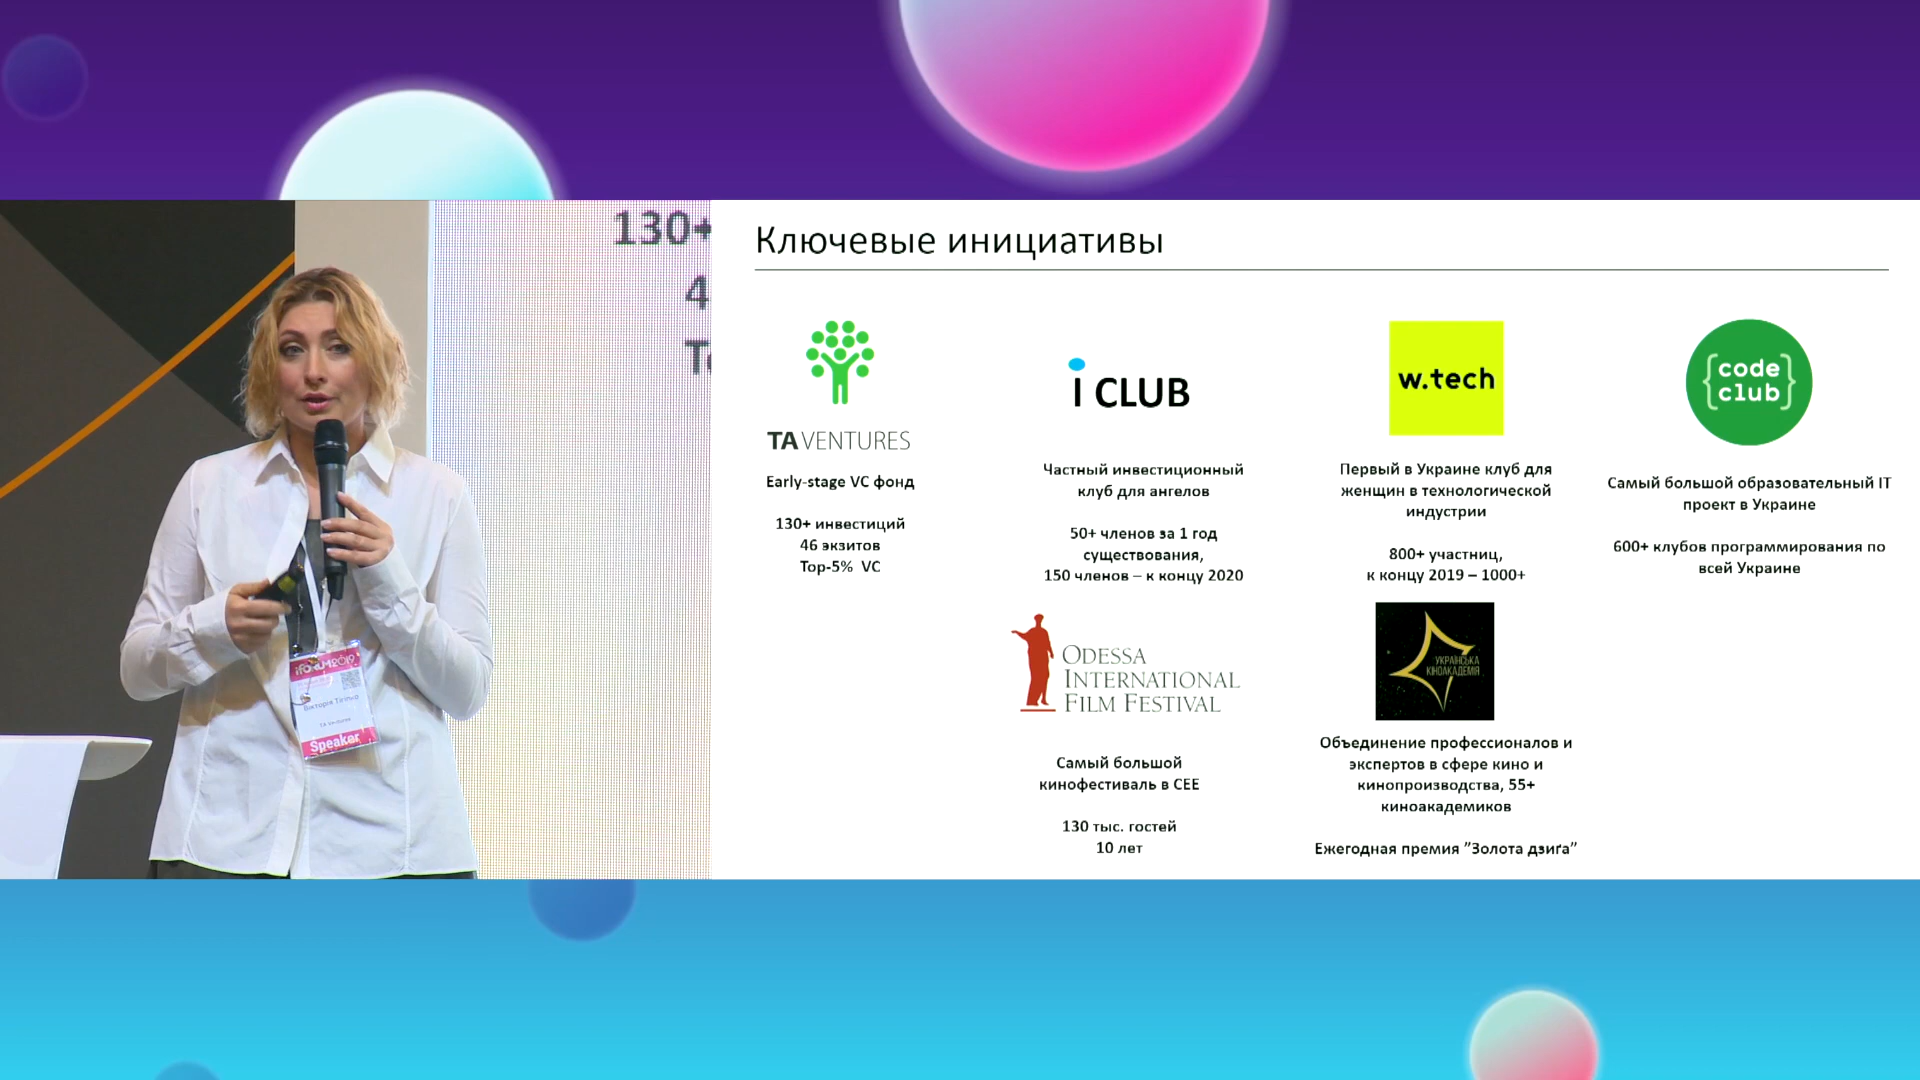 130+
4
Ключевые инициативы
TA VENTURES
Early-stage VC фонд
130+ инвестиций
46 экзитов
Top-5% VC
i CLUB
Частный инвестиционный
клуб для ангелов
50+ членов за 1 год
существования,
150 членов – к концу 2020
w.tech
Первый в Украине клуб для
женщин в технологической
индустрии
800+ участниц,
к концу 2019 – 1000+
{code
club}
Самый большой образовательный IT
проект в Украине
600+ клубов программирования по
всей Украине
ODESSA
INTERNATIONAL
FILM FESTIVAL
Самый большой
кинофестиваль в CEE
130 тыс. гостей
10 лет
УКРАЇНСЬКА
КІНОАКАДЕМІЯ
Объединение профессионалов и
экспертов в сфере кино и
кинопроизводства, 55+
киноакадемиков
Ежегодная премия ”Золота дзиґа”
iFORUM2019
Вікторія Тігіпко
Speaker